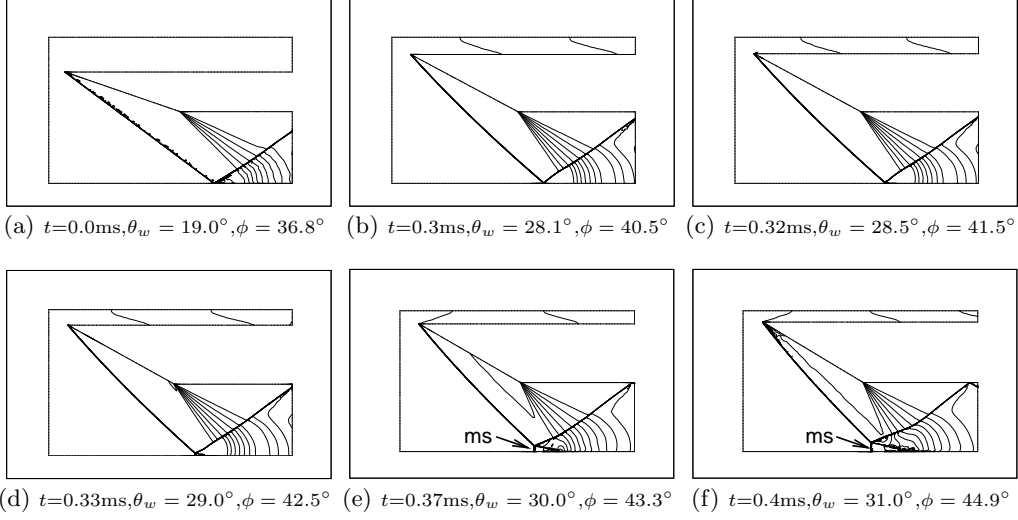 (a) t=0.0ms,θw = 19.0°,ϕ = 36.8°
(b) t=0.3ms,θw = 28.1°,ϕ = 40.5°
(c) t=0.32ms,θw = 28.5°,ϕ = 41.5°
ms
ms
(d) t=0.33ms,θw = 29.0°,ϕ = 42.5°
(e) t=0.37ms,θw = 30.0°,ϕ = 43.3°
(f) t=0.4ms,θw = 31.0°,ϕ = 44.9°